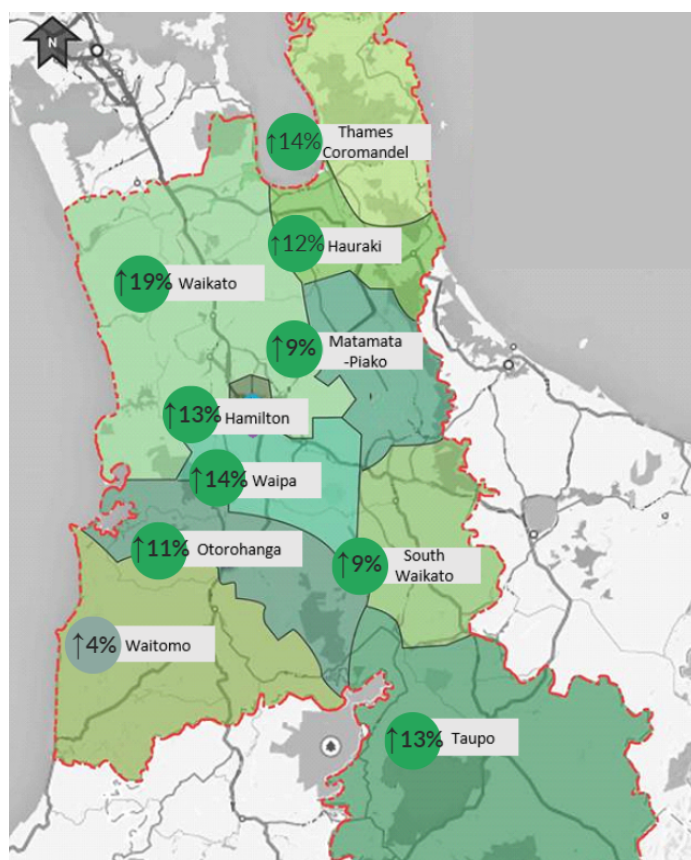 N
↑14%
Thames
Coromandel
↑12%
Hauraki
↑19%
Waikato
↑9%
Matamata
-Piako
↑13%
Hamilton
↑14%
Waipa
↑11%
Otorohanga
↑9%
South
Waikato
↑4%
Waitomo
↑13%
Taupo